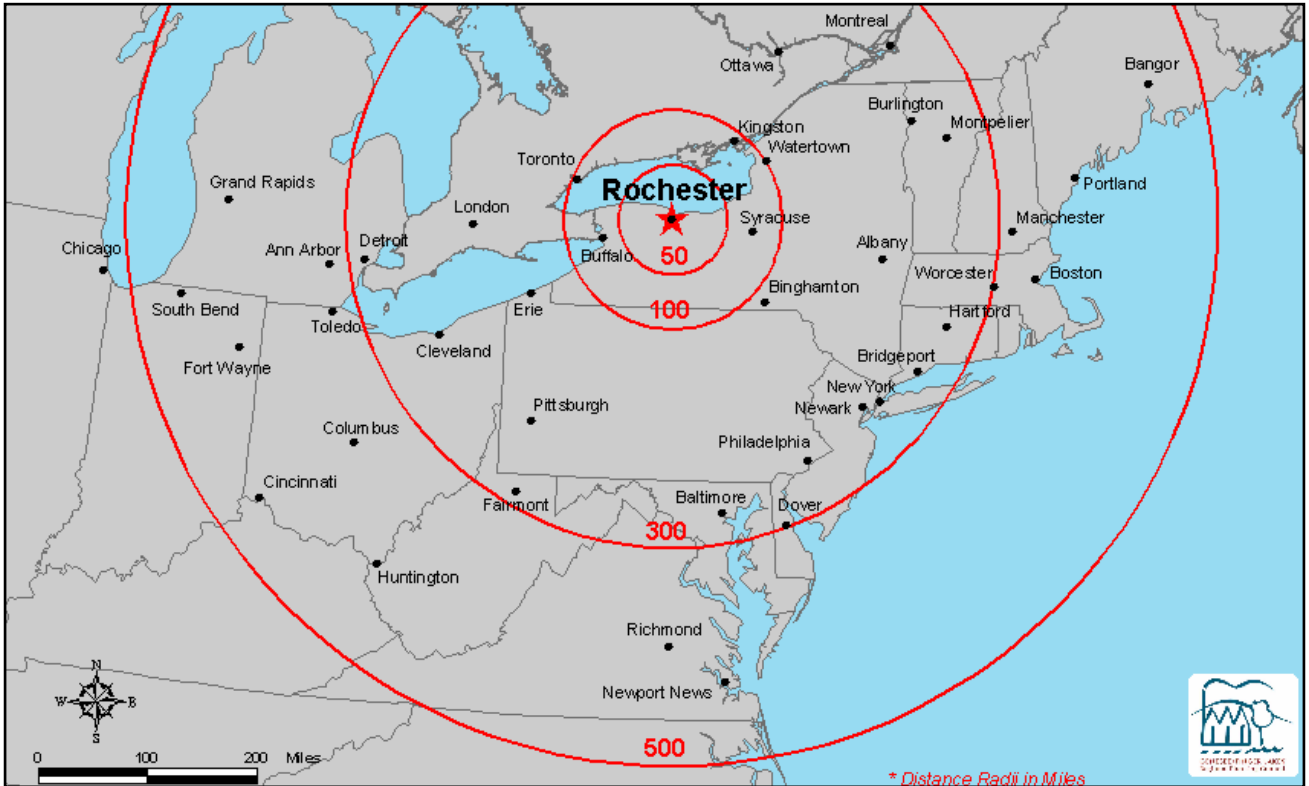 Montreal
Ottawa
Bangor
Burlington
Montpelier
Kingston
Watertown
Toronto
Rochester
Grand Rapids
London
Portland
Syracuse
Manchester
Chicago
Ann Arbor
Detroit
Buffalo
50
Albany
Worcester
Boston
South Bend
Toledo
Erie
100
Binghamton
Hartford
Cleveland
Fort Wayne
Bridgeport
New York
Newark
Pittsburgh
Columbus
Philadelphia
Cincinnati
Fairmont
Baltimore
Dover
300
Huntington
Richmond
Newport News
N
W
E
S
500
0
100
200
Miles
* Distance Radii in Miles